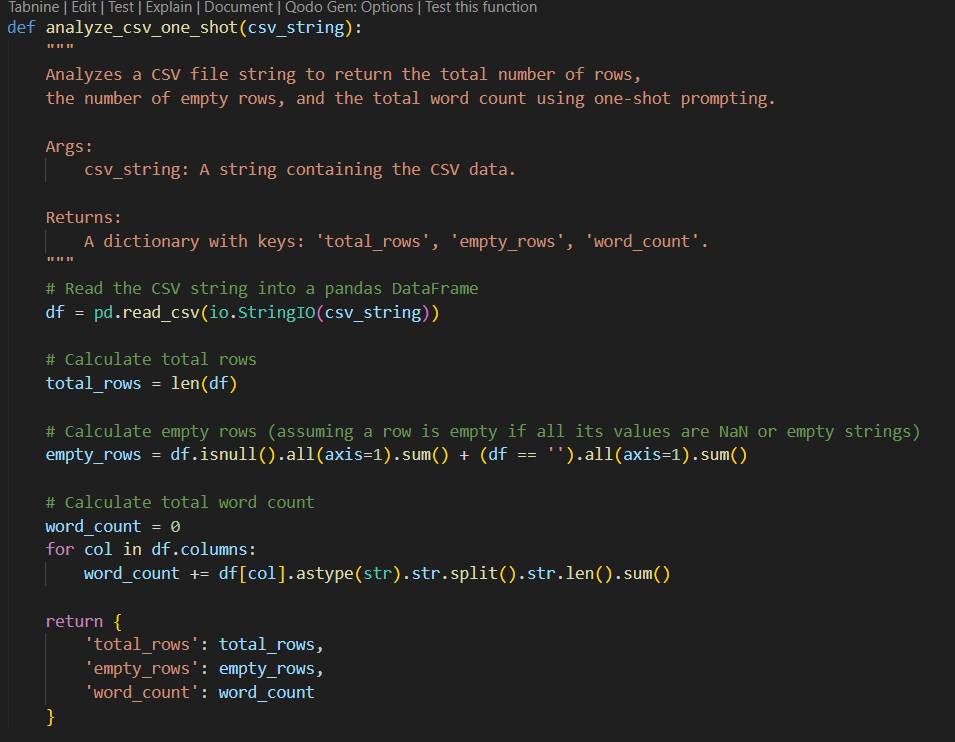 Tabnine | Edit | Test | Explain | Document | Qodo Gen: Options | Test this function
def analyze_csv_one_shot(csv_string):
    """
    Analyzes a CSV file string to return the total number of rows,
    the number of empty rows, and the total word count using one-shot prompting.

    Args:
        csv_string: A string containing the CSV data.

    Returns:
        A dictionary with keys: 'total_rows', 'empty_rows', 'word_count'.
    """
    # Read the CSV string into a pandas DataFrame
    df = pd.read_csv(io.StringIO(csv_string))

    # Calculate total rows
    total_rows = len(df)

    # Calculate empty rows (assuming a row is empty if all its values are NaN or empty strings)
    empty_rows = df.isnull().all(axis=1).sum() + (df == '').all(axis=1).sum()

    # Calculate total word count
    word_count = 0
    for col in df.columns:
        word_count += df[col].astype(str).str.split().str.len().sum()

    return {
        'total_rows': total_rows,
        'empty_rows': empty_rows,
        'word_count': word_count
    }